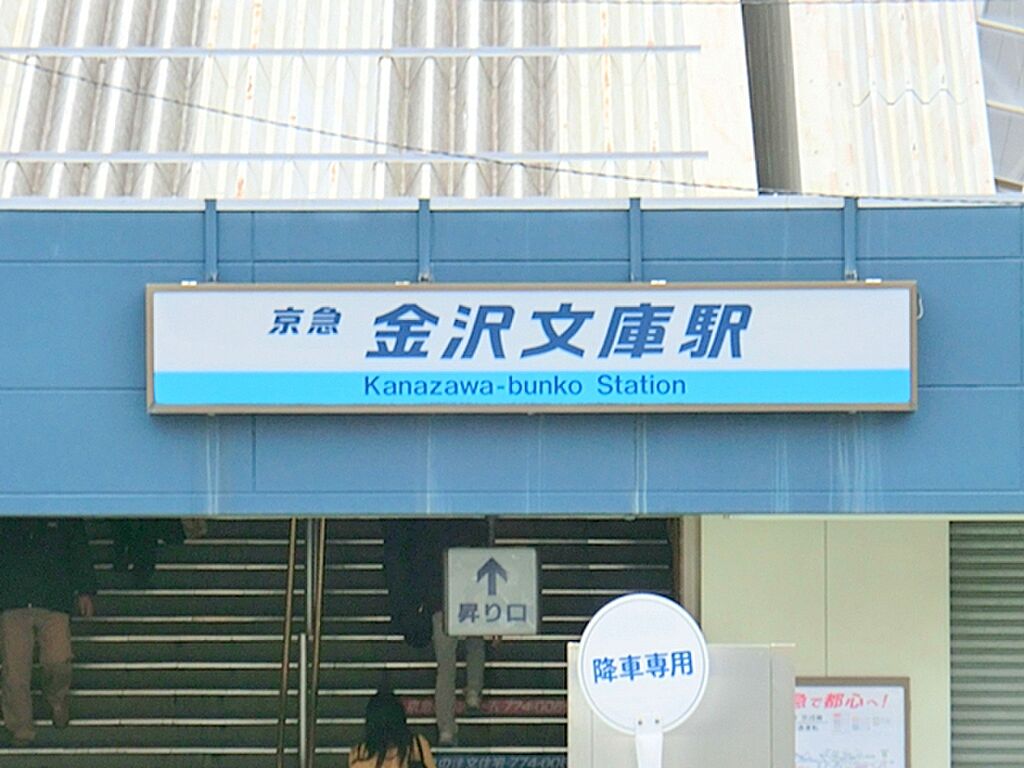 京急 金沢文庫駅
Kanazawa-bunko Station
昇り口
降車専用
急で都心へ!